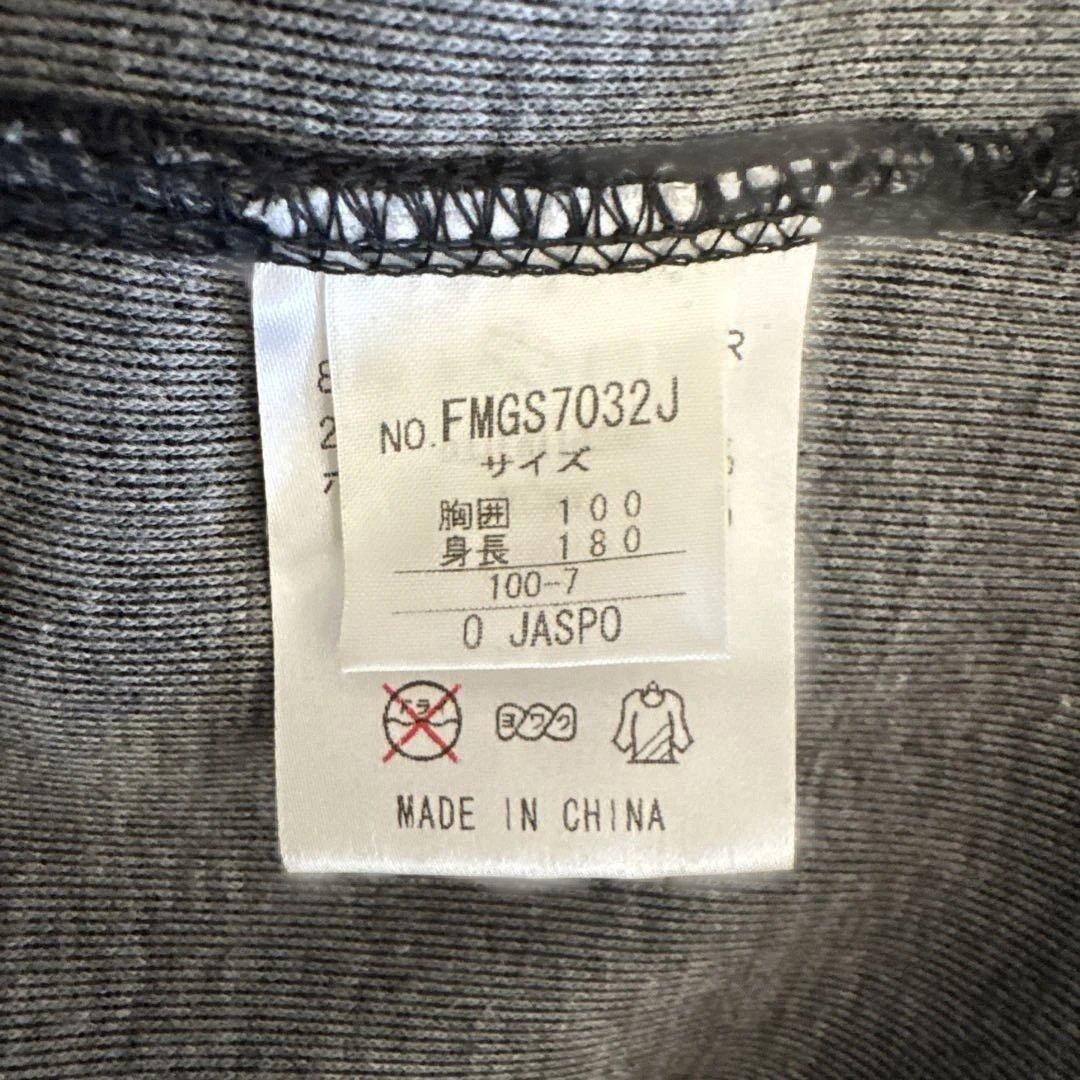 NO.FMGS7032J
サイズ
胸囲 100
身長 180
100-7
O JASPO
ドライ
ヨワク
MADE IN CHINA